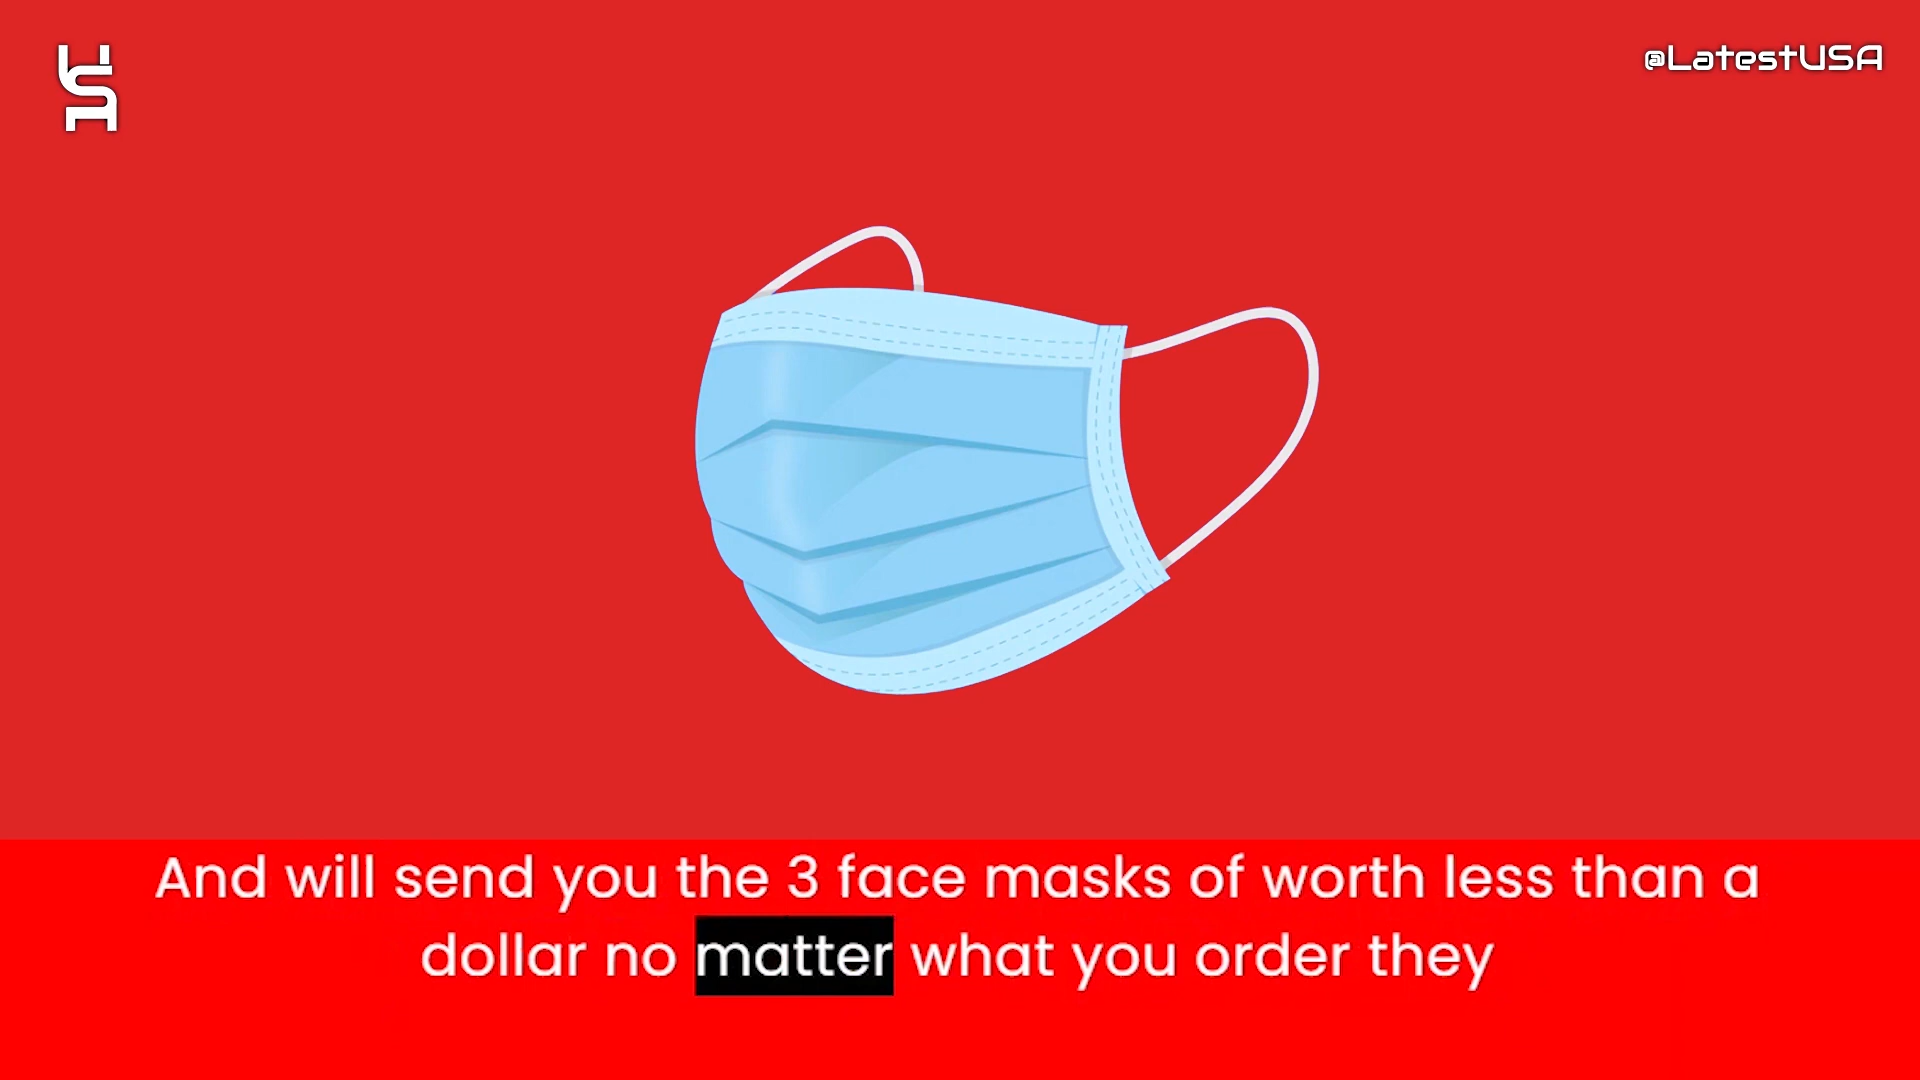 USA
@LatestUSA
And will send you the 3 face masks of worth less than a
dollar no matter what you order they